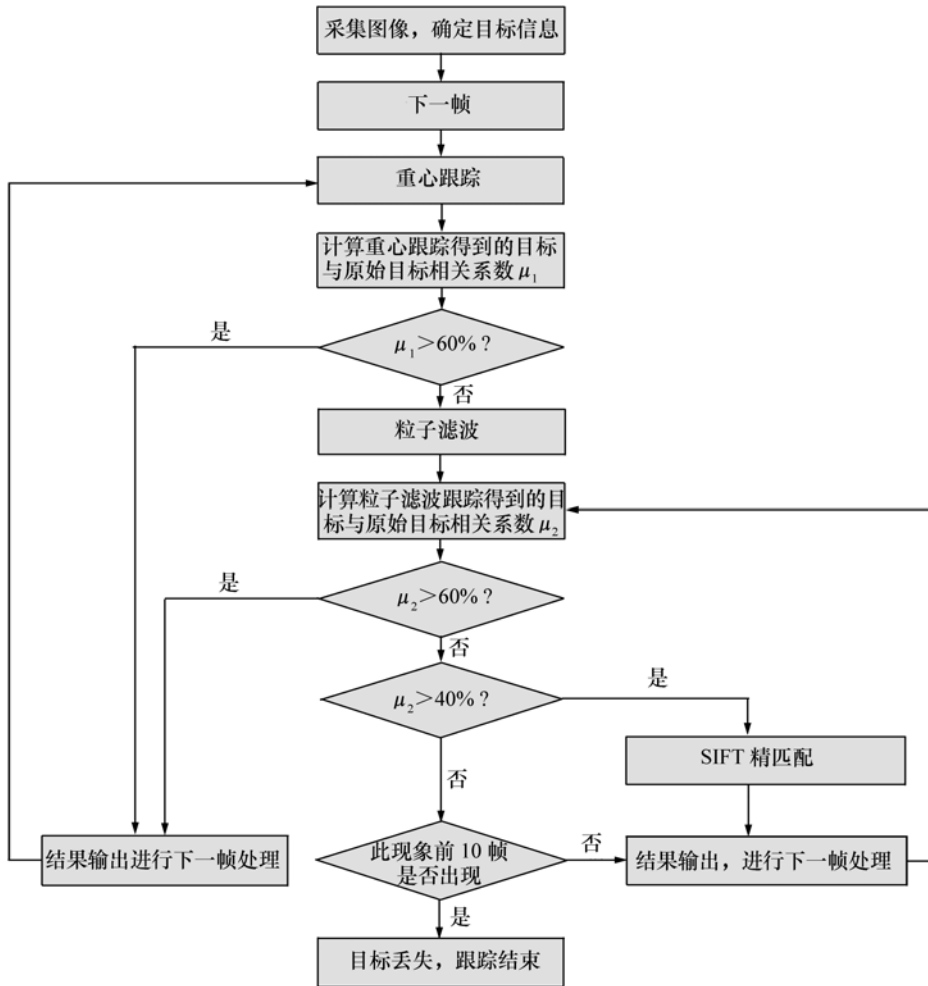 采集图像，确定目标信息
下一帧
重心跟踪
计算重心跟踪得到的目标
与原始目标相关系数 μ₁
是
μ₁＞60%？
否
粒子滤波
计算粒子滤波跟踪得到的目
标与原始目标相关系数 μ₂
是
μ₂＞60%？
否
μ₂＞40%？
是
SIFT 精匹配
否
结果输出进行下一帧处理
此现象前 10 帧
是否出现
否
结果输出，进行下一帧处理
是
目标丢失，跟踪结束